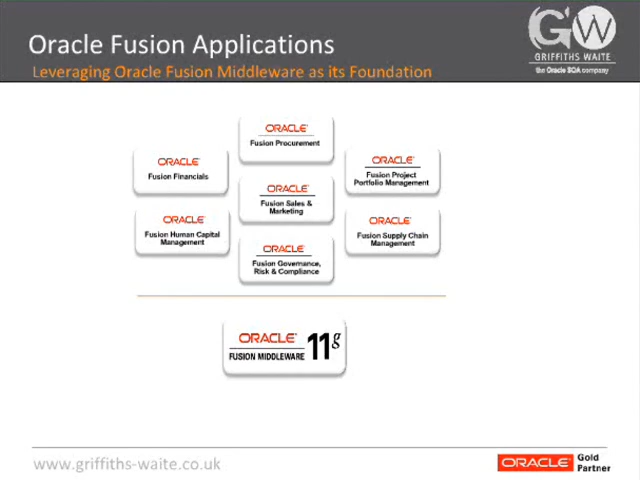 Oracle Fusion Applications
Leveraging Oracle Fusion Middleware as its Foundation
GW
GRIFFITHS WAITE
the Oracle SOA company
ORACLE
Fusion Procurement
ORACLE
Fusion Financials
ORACLE
Fusion Project
Portfolio Management
ORACLE
Fusion Sales &
Marketing
ORACLE
Fusion Human Capital
Management
ORACLE
Fusion Supply Chain
Management
ORACLE
Fusion Governance,
Risk & Compliance
ORACLE
FUSION MIDDLEWARE 11g
www.griffiths-waite.co.uk
ORACLE Gold
Partner